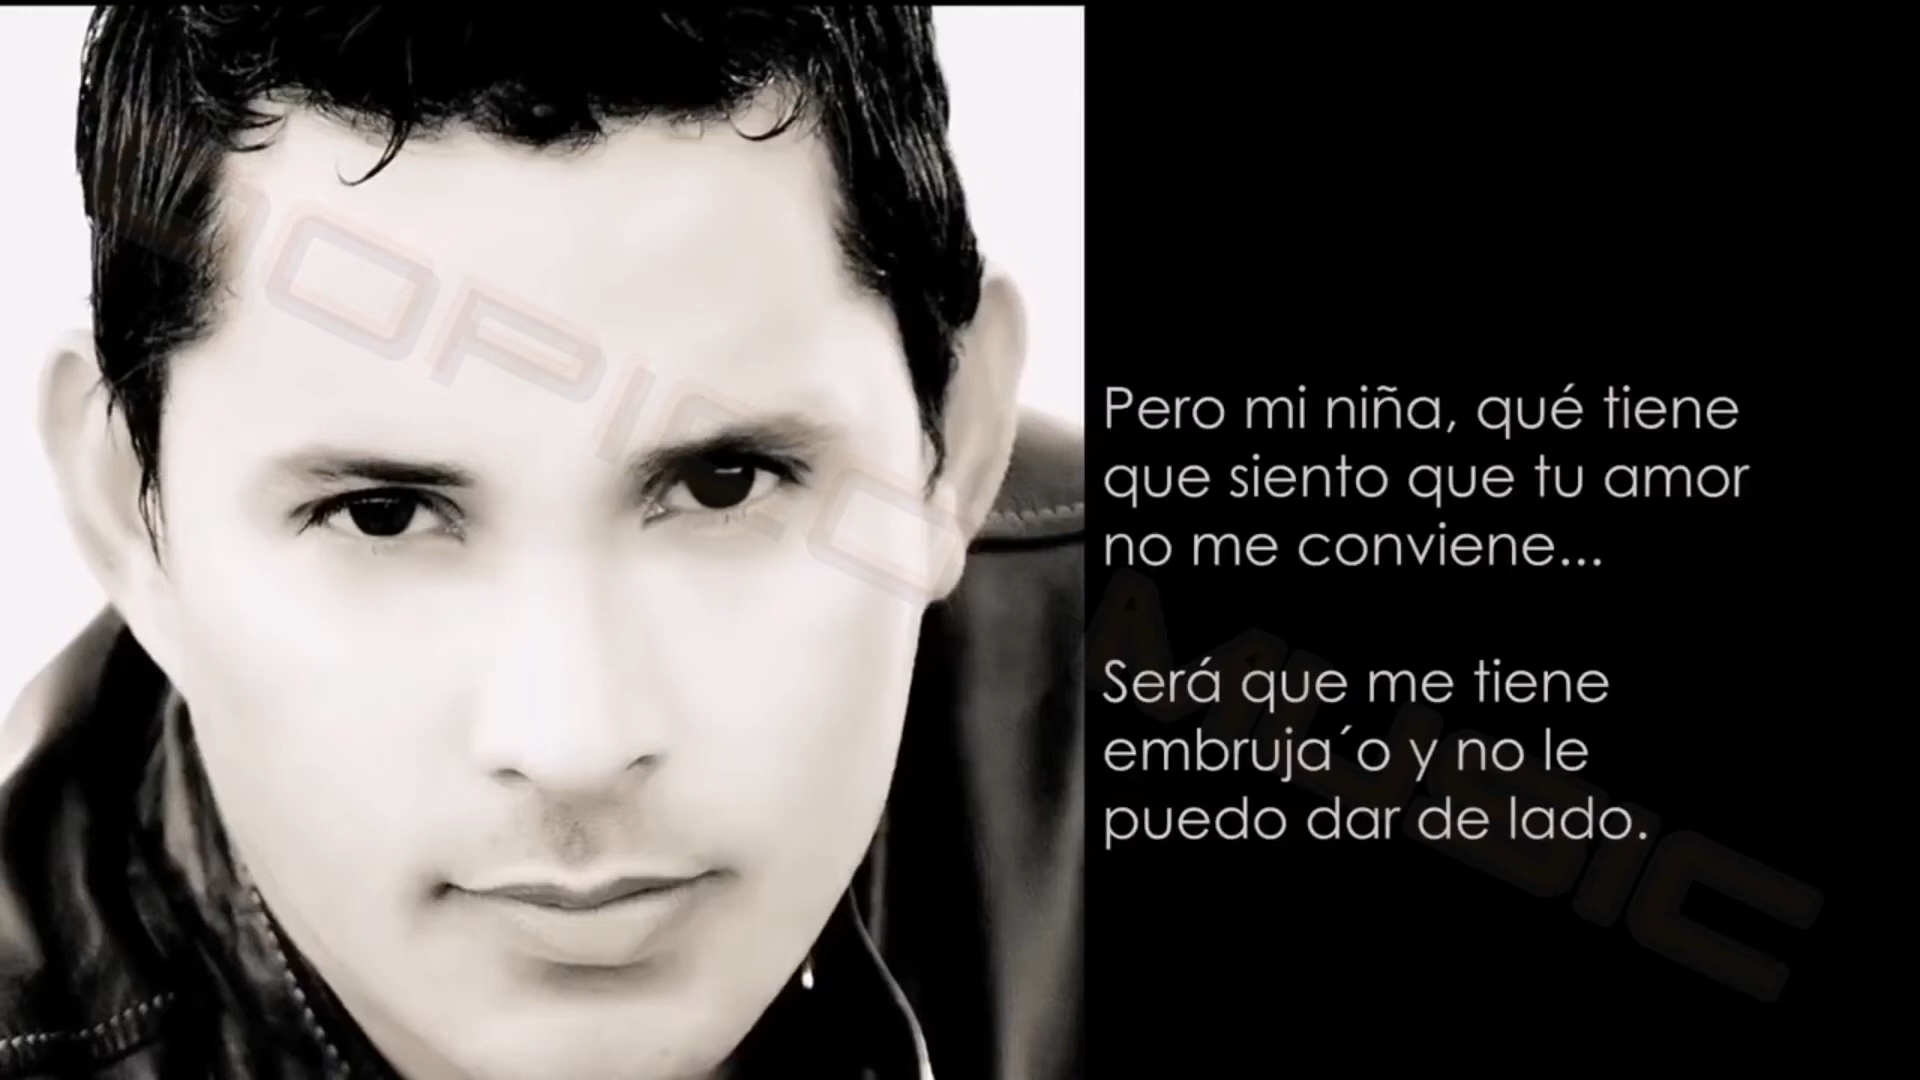 Pero mi niña, qué tiene
que siento que tu amor
no me conviene...
Será que me tiene
embruja´o y no le
puedo dar de lado.
MUSIC